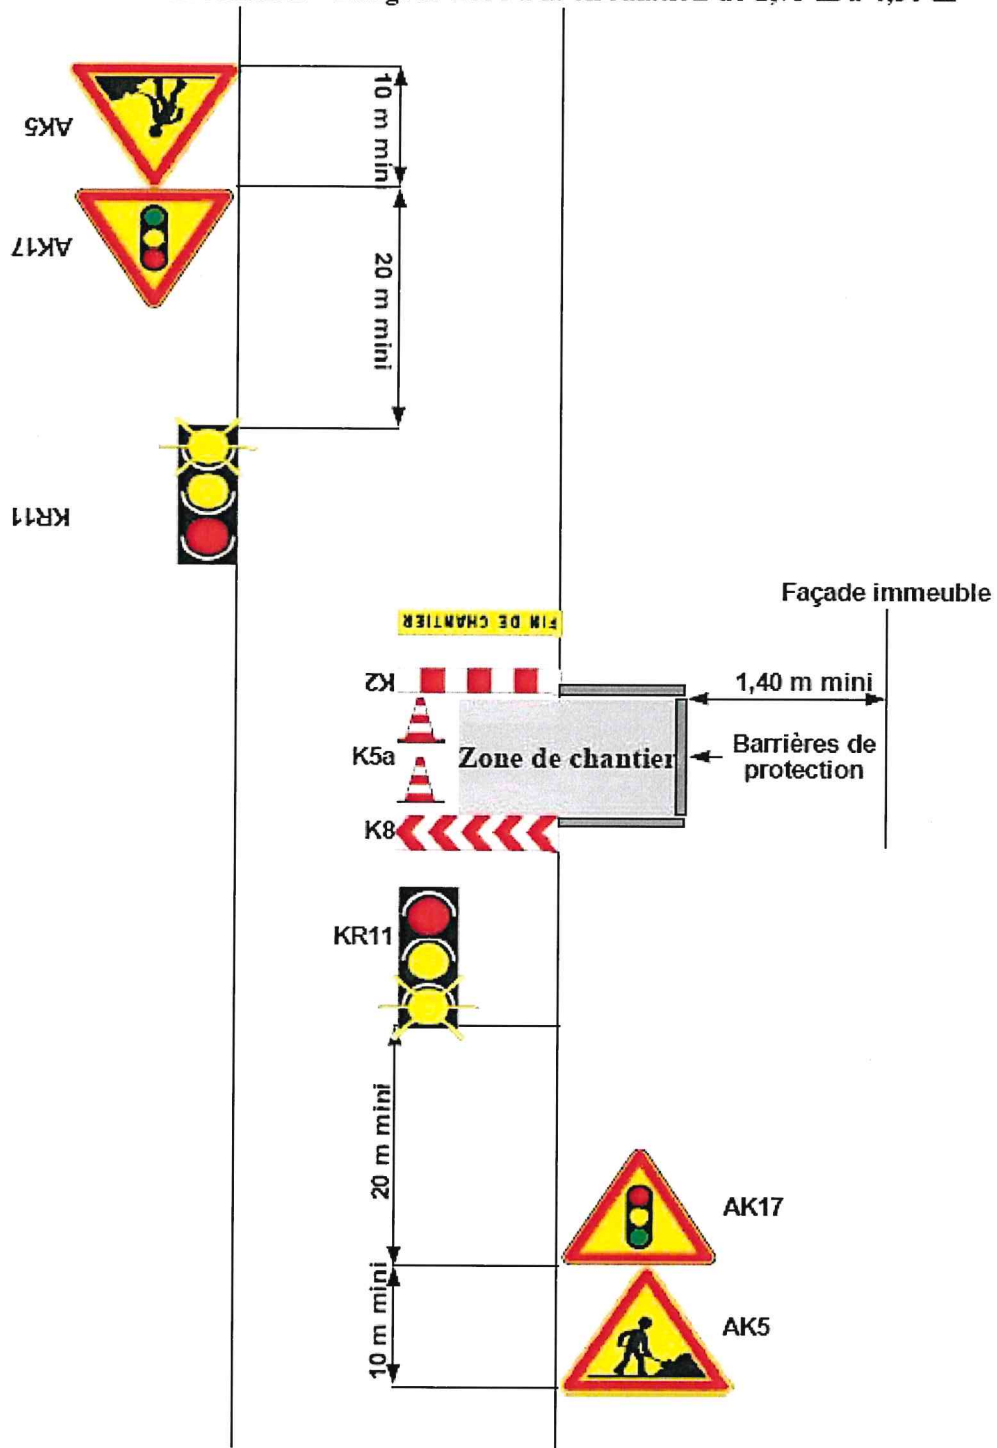 AK5
10 m mini
AK17
20 m mini
KR11
FIN DE CHANTIER
Façade immeuble
K2
1,40 m mini
K5a
Zone de chantier
Barrières de
protection
K8
KR11
20 m mini
AK17
10 m mini
AK5